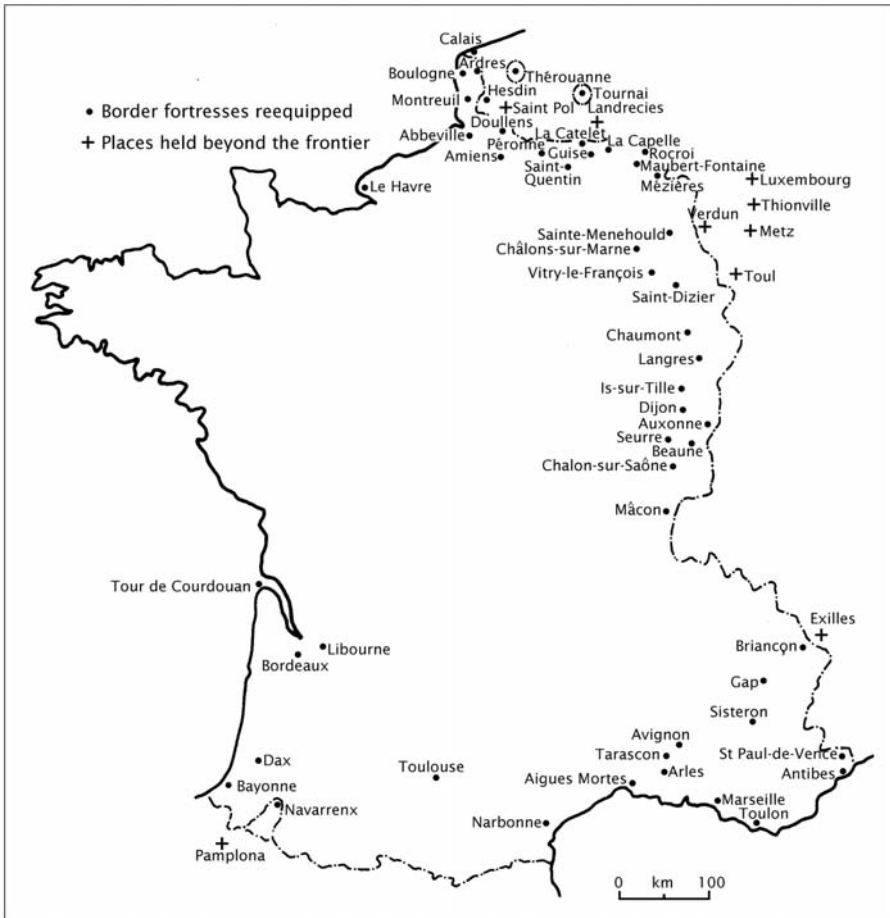 Calais
Ardres
Boulogne
Thérouanne
Tournai
Hesdin
Montreuil
Saint Pol
Landrecies
• Border fortresses reequipped
+ Places held beyond the frontier
Doullens
Abbeville
La Catelet
La Capelle
Péronne
Amiens
Guise
Rocroi
Saint-
Quentin
Maubert-Fontaine
Mézières
Le Havre
Luxembourg
Thionville
Verdun
Metz
Sainte-Menehould
Châlons-sur-Marne
Vitry-le-François
Toul
Saint-Dizier
Chaumont
Langres
Is-sur-Tille
Dijon
Auxonne
Seurre
Beaune
Chalon-sur-Saône
Mâcon
Tour de Courdouan
Exilles
Libourne
Bordeaux
Briançon
Gap
Sisteron
Avignon
Tarascon
St Paul-de-Vence
Dax
Toulouse
Arles
Antibes
Aigues Mortes
Bayonne
Navarrenx
Marseille
Toulon
Narbonne
Pamplona
0 km 100